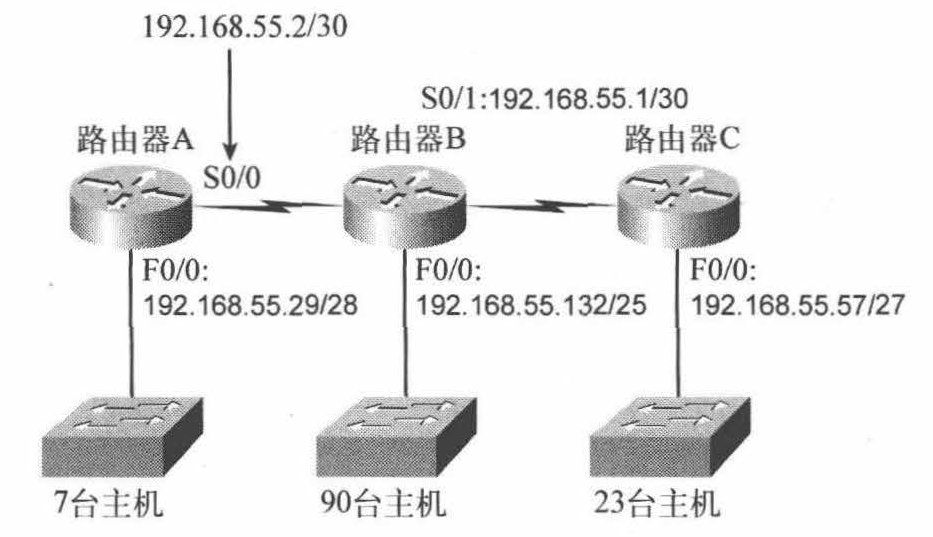 192.168.55.2/30
S0/1:192.168.55.1/30
路由器A
路由器B
路由器C
S0/0
F0/0:
192.168.55.29/28
F0/0:
192.168.55.132/25
F0/0:
192.168.55.57/27
7台主机
90台主机
23台主机